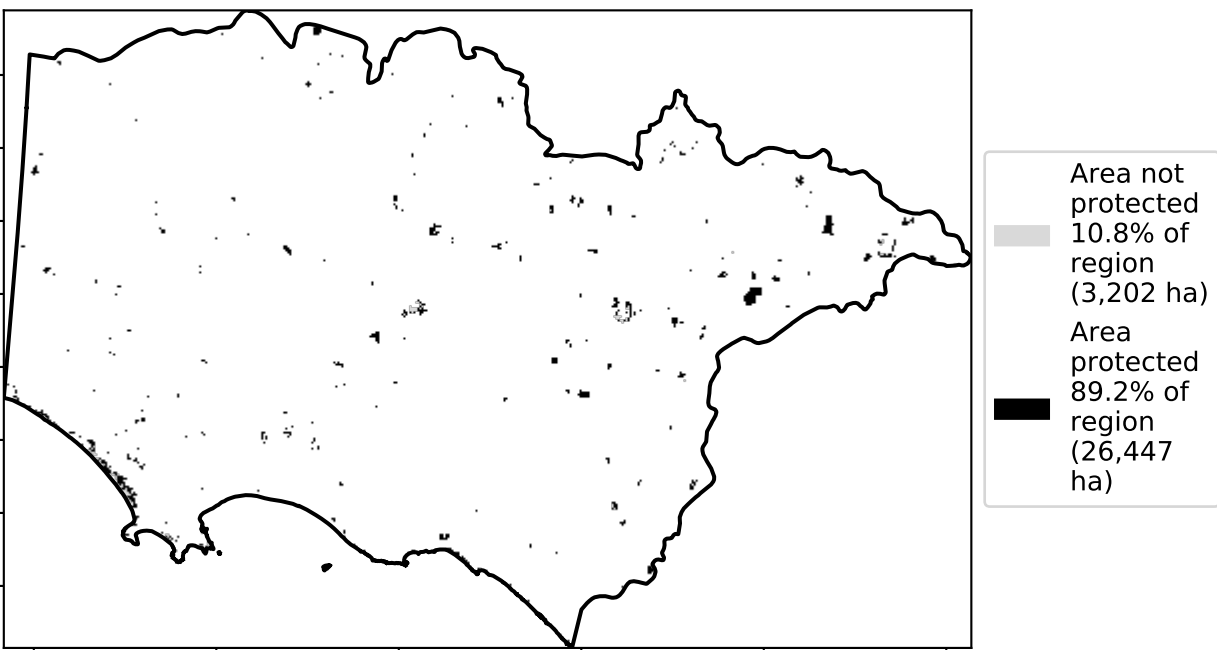 Area not
protected
10.8% of
region
(3,202 ha)
Area
protected
89.2% of
region
(26,447
ha)